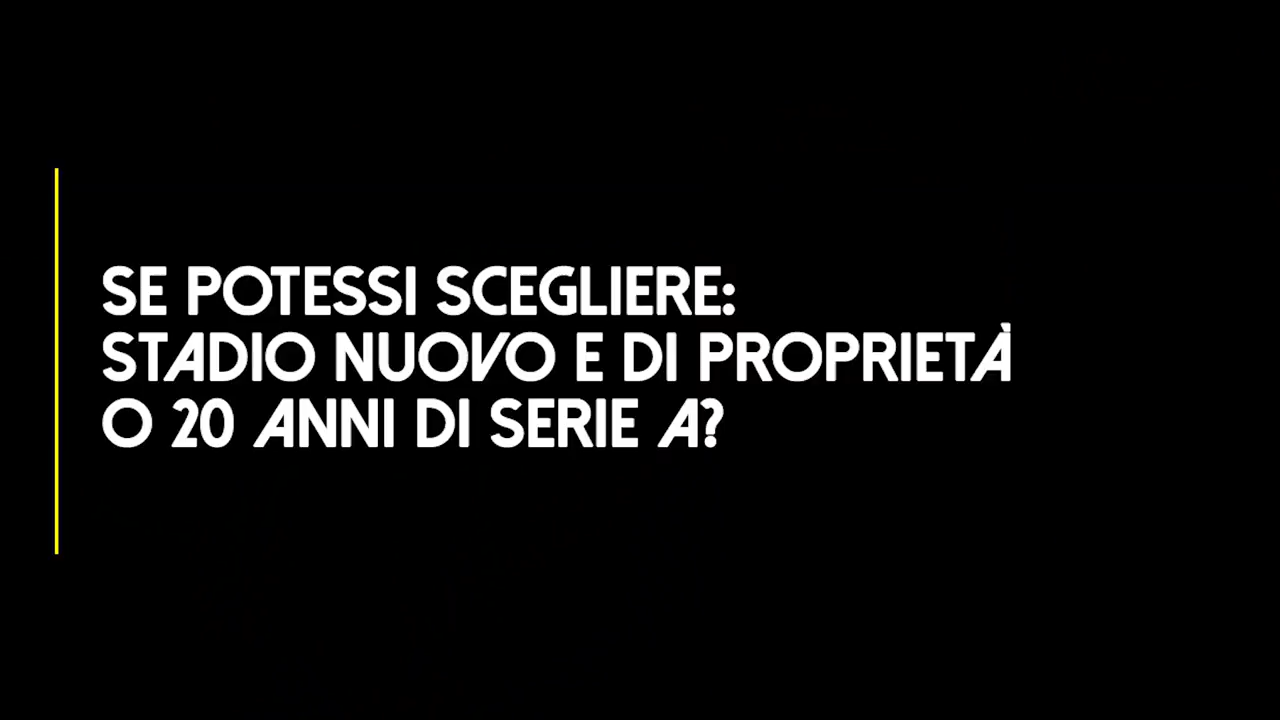 SE POTESSI SCEGLIERE:
STADIO NUOVO E DI PROPRIETÀ
O 20 ANNI DI SERIE A?